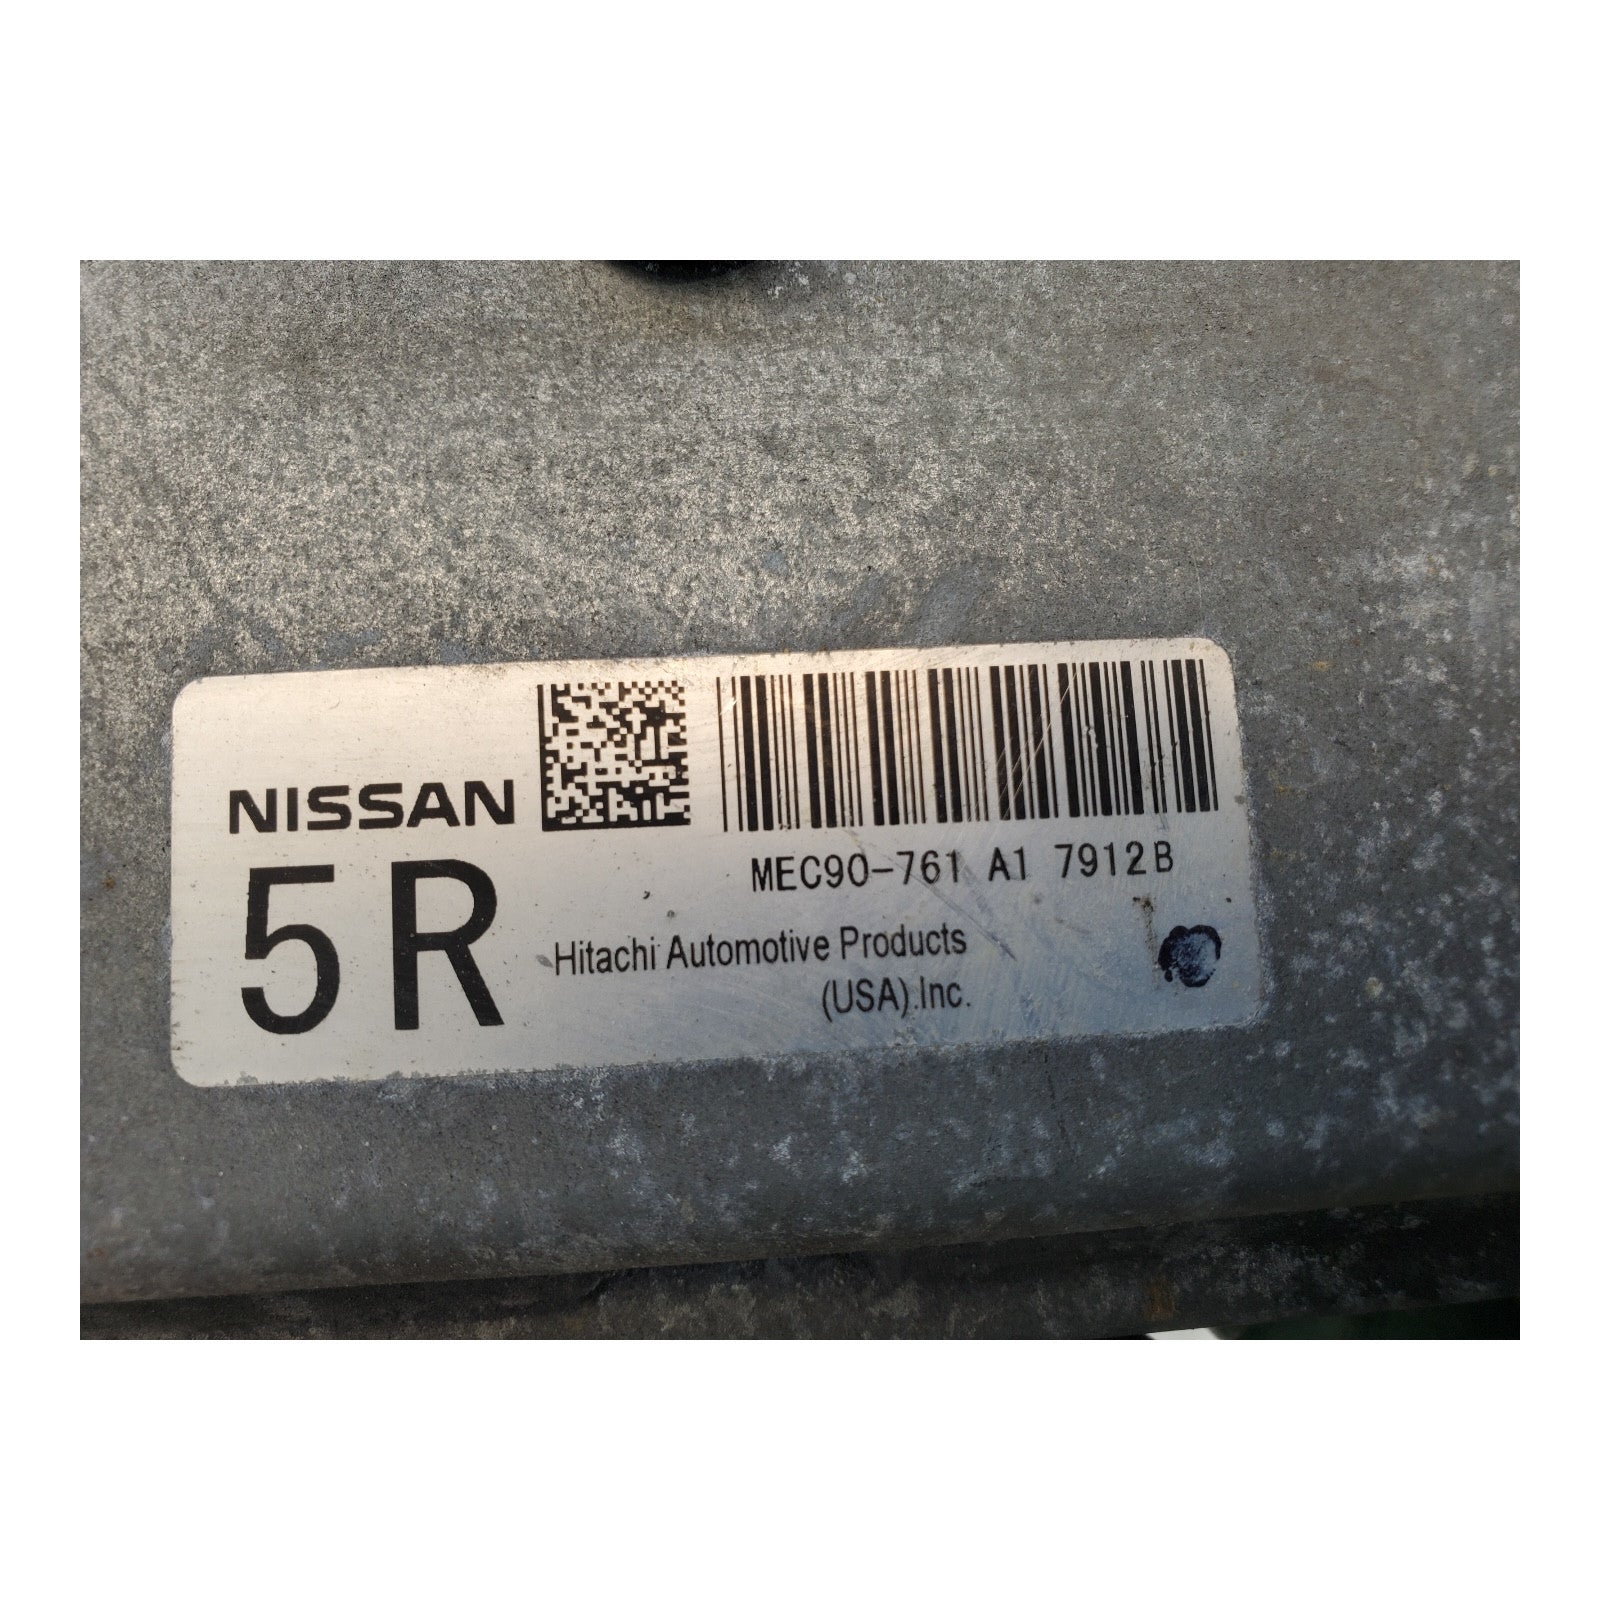 NISSAN
5R
MEC90-761 A1 7912B
Hitachi Automotive Products
(USA).Inc.